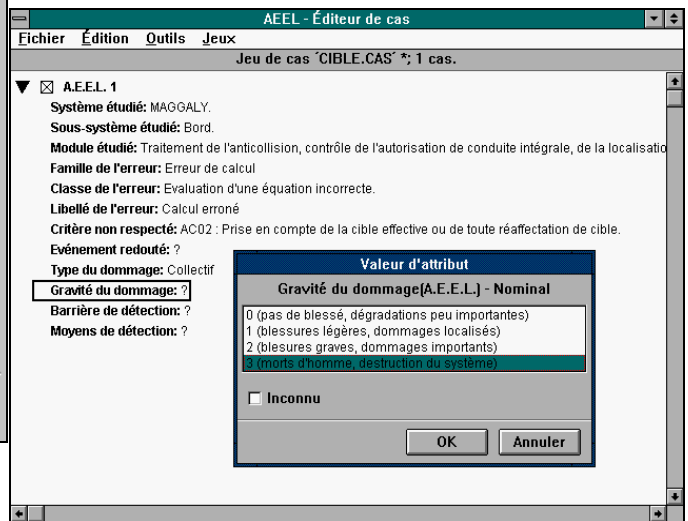 AEEL - Éditeur de cas
Fichier Édition Outils Jeux
Jeu de cas ´CIBLE.CAS´ *; 1 cas.
A.E.E.L. 1
Système étudié: MAGGALY.
Sous-système étudié: Bord.
Module étudié: Traitement de l'anticollision, contrôle de l'autorisation de conduite intégrale, de la localisatio
Famille de l'erreur: Erreur de calcul
Classe de l'erreur: Evaluation d'une équation incorrecte.
Libellé de l'erreur: Calcul erroné
Critère non respecté: AC02 : Prise en compte de la cible effective ou de toute réaffectation de cible.
Evénement redouté: ?
Type du dommage: Collectif
Gravité du dommage: ?
Barrière de détection: ?
Moyens de détection: ?
Valeur d'attribut
Gravité du dommage(A.E.E.L.) - Nominal
0 (pas de blessé, dégradations peu importantes)
1 (blessures légères, dommages localisés)
2 (blesures graves, dommages importants)
3 (morts d'homme, destruction du système)
Inconnu
OK Annuler